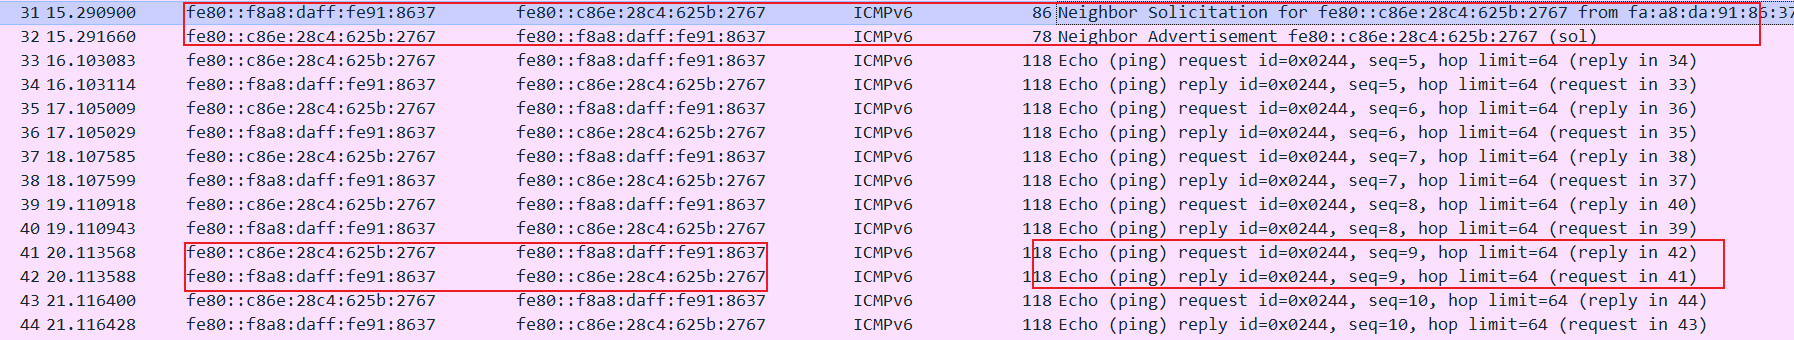 31 15.290900 fe80::f8a8:daff:fe91:8637 fe80::c86e:28c4:625b:2767 ICMPv6 86 Neighbor Solicitation for fe80::c86e:28c4:625b:2767 from fa:a8:da:91:86:37
32 15.291660 fe80::c86e:28c4:625b:2767 fe80::f8a8:daff:fe91:8637 ICMPv6 78 Neighbor Advertisement fe80::c86e:28c4:625b:2767 (sol)
33 16.103083 fe80::c86e:28c4:625b:2767 fe80::f8a8:daff:fe91:8637 ICMPv6 118 Echo (ping) request id=0x0244, seq=5, hop limit=64 (reply in 34)
34 16.103114 fe80::f8a8:daff:fe91:8637 fe80::c86e:28c4:625b:2767 ICMPv6 118 Echo (ping) reply id=0x0244, seq=5, hop limit=64 (request in 33)
35 17.105009 fe80::c86e:28c4:625b:2767 fe80::f8a8:daff:fe91:8637 ICMPv6 118 Echo (ping) request id=0x0244, seq=6, hop limit=64 (reply in 36)
36 17.105029 fe80::f8a8:daff:fe91:8637 fe80::c86e:28c4:625b:2767 ICMPv6 118 Echo (ping) reply id=0x0244, seq=6, hop limit=64 (request in 35)
37 18.107585 fe80::c86e:28c4:625b:2767 fe80::f8a8:daff:fe91:8637 ICMPv6 118 Echo (ping) request id=0x0244, seq=7, hop limit=64 (reply in 38)
38 18.107599 fe80::f8a8:daff:fe91:8637 fe80::c86e:28c4:625b:2767 ICMPv6 118 Echo (ping) reply id=0x0244, seq=7, hop limit=64 (request in 37)
39 19.110918 fe80::c86e:28c4:625b:2767 fe80::f8a8:daff:fe91:8637 ICMPv6 118 Echo (ping) request id=0x0244, seq=8, hop limit=64 (reply in 40)
40 19.110943 fe80::f8a8:daff:fe91:8637 fe80::c86e:28c4:625b:2767 ICMPv6 118 Echo (ping) reply id=0x0244, seq=8, hop limit=64 (request in 39)
41 20.113568 fe80::c86e:28c4:625b:2767 fe80::f8a8:daff:fe91:8637 ICMPv6 118 Echo (ping) request id=0x0244, seq=9, hop limit=64 (reply in 42)
42 20.113588 fe80::f8a8:daff:fe91:8637 fe80::c86e:28c4:625b:2767 ICMPv6 118 Echo (ping) reply id=0x0244, seq=9, hop limit=64 (request in 41)
43 21.116400 fe80::c86e:28c4:625b:2767 fe80::f8a8:daff:fe91:8637 ICMPv6 118 Echo (ping) request id=0x0244, seq=10, hop limit=64 (reply in 44)
44 21.116428 fe80::f8a8:daff:fe91:8637 fe80::c86e:28c4:625b:2767 ICMPv6 118 Echo (ping) reply id=0x0244, seq=10, hop limit=64 (request in 43)